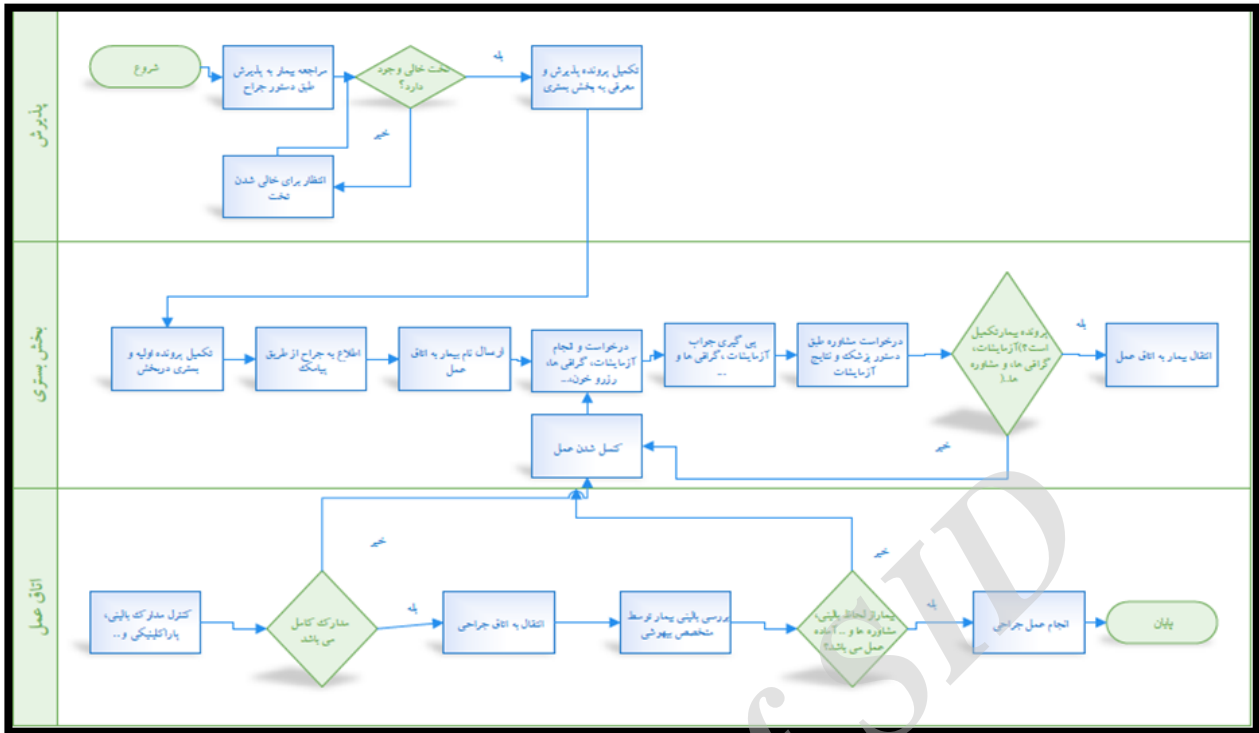 پذیرش
شروع
مراجعه بیمار به پذیرش
طبق دستور جراح
تخت خالی وجود
دارد؟
بله
خیر
تکمیل پرونده پذیرش و
معرفی به بخش بستری
انتظار برای خالی شدن
تخت
بخش بستری
تکمیل پرونده اولیه و
بستری دربخش
اطلاع به جراح از طریق
پیامک
ارسال نام بیمار به اتاق
عمل
درخواست و انجام
آزمایشات، گرافی ها،
رزرو خون...
پی گیری جواب
آزمایشات ،گرافی ها و
...
درخواست مشاوره طبق
دستور پزشک و نتایج
آزمایشات
پرونده بیمار تکمیل
است؟)آزمایشات،
گرافی ها، و مشاوره
ها..(
بله
خیر
انتقال بیمار به اتاق عمل
کنسل شدن عمل
اتاق عمل
کنترل مدارک بالینی،
پاراکلینیکی و...
مدارک کامل
می باشد
خیر
بله
انتقال به اتاق جراحی
بررسی بالینی بیمار توسط
متخصص بیهوشی
بیمار از لحاظ بالینی،
مشاوره ها و .. آماده
عمل می باشد؟
خیر
بله
انجام عمل جراحی
پایان
of SID